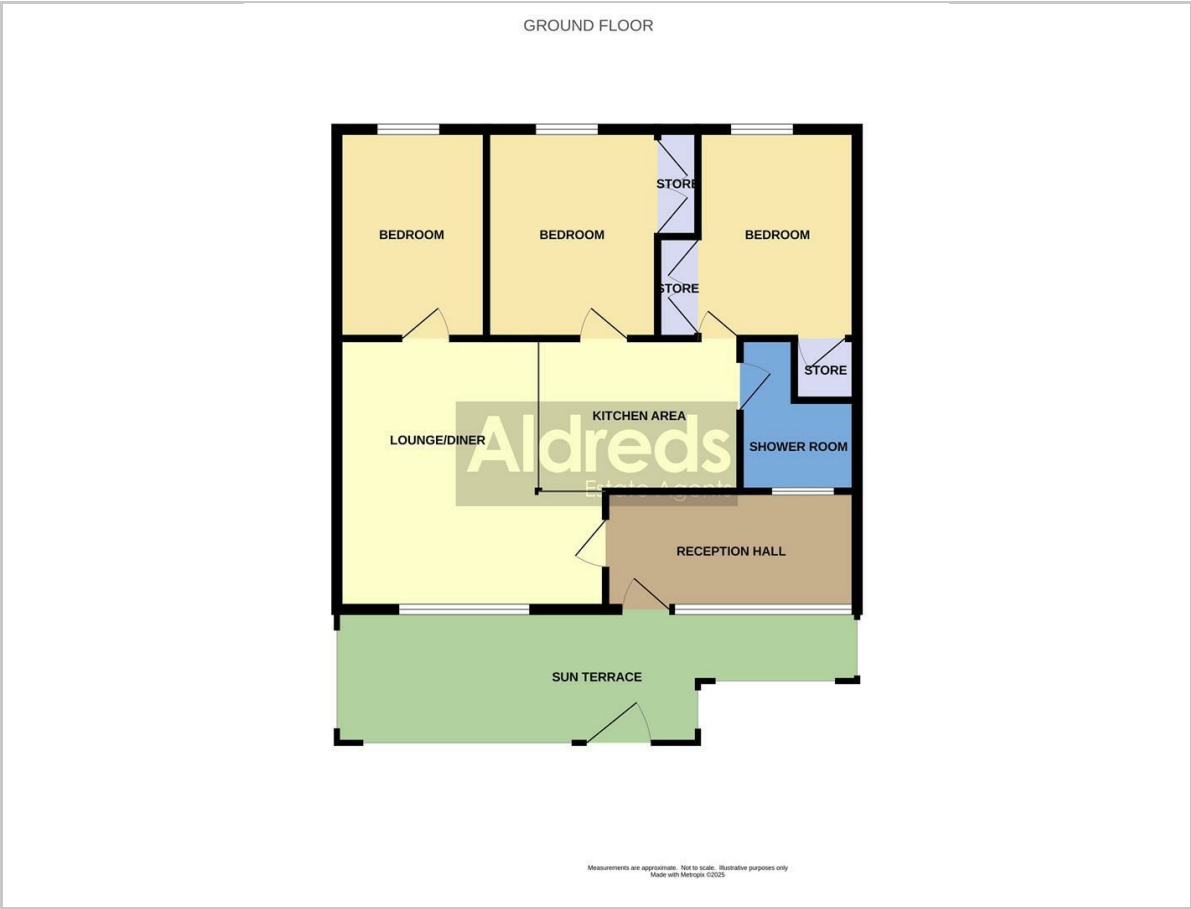 GROUND FLOOR
STORE
BEDROOM
BEDROOM
BEDROOM
STORE
STORE
KITCHEN AREA
LOUNGE/DINER
SHOWER ROOM
Aldreds
Estate Agents
RECEPTION HALL
SUN TERRACE
Measurements are approximate. Not to scale. Illustrative purposes only
Made with Metropix ©2025